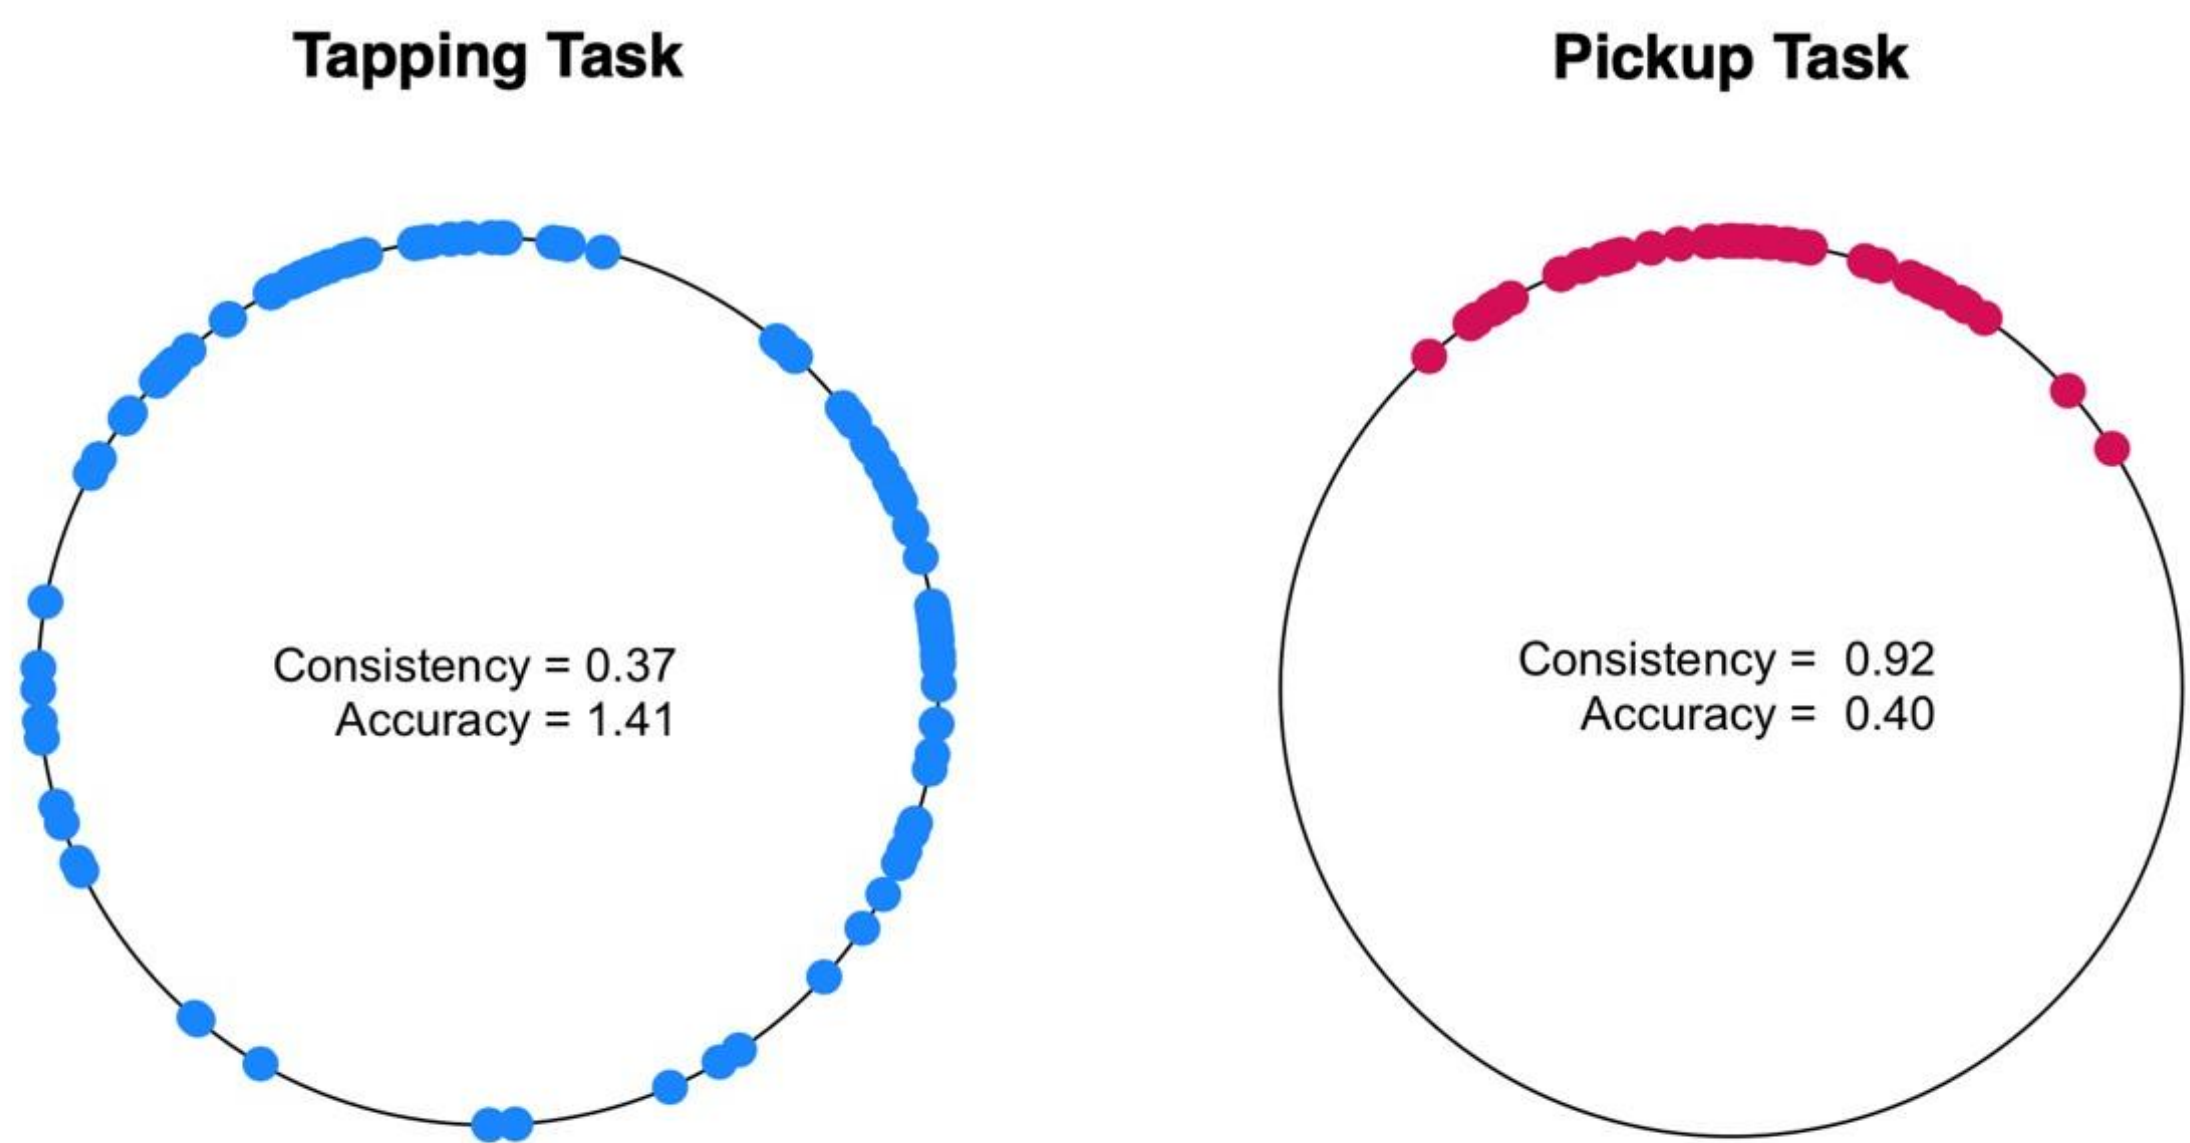 Tapping Task
Pickup Task
Consistency = 0.37
Accuracy = 1.41
Consistency = 0.92
Accuracy = 0.40